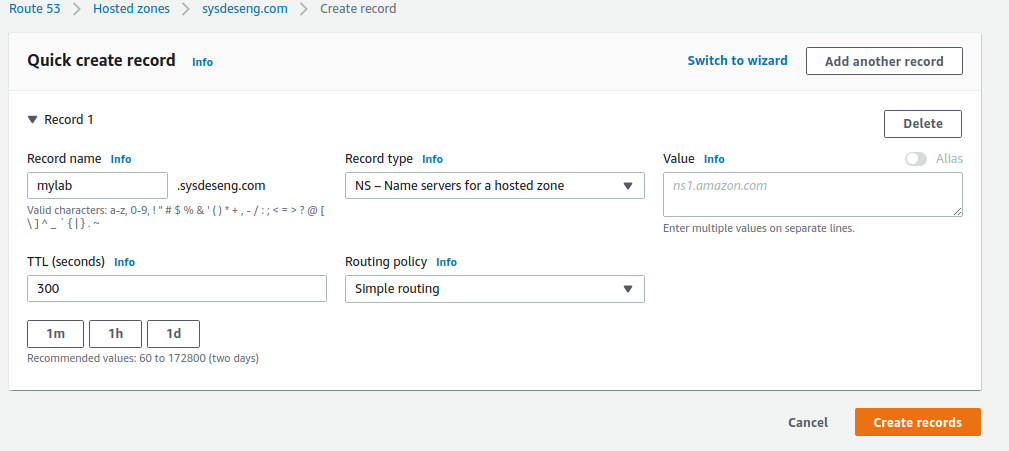 Route 53 > Hosted zones > sysdeseng.com > Create record
Quick create record Info
Switch to wizard
Add another record
▼ Record 1
Delete
Record name Info
mylab
.sysdeseng.com
Valid characters: a-z, 0-9, ! " # $ % & ' ( ) * + , - / : ; < = > ? @ [
\ ] ^ _ ` { | } . ~
Record type Info
NS – Name servers for a hosted zone
Value Info
Alias
ns1.amazon.com
Enter multiple values on separate lines.
TTL (seconds) Info
300
1m
1h
1d
Recommended values: 60 to 172800 (two days)
Routing policy Info
Simple routing
Cancel
Create records